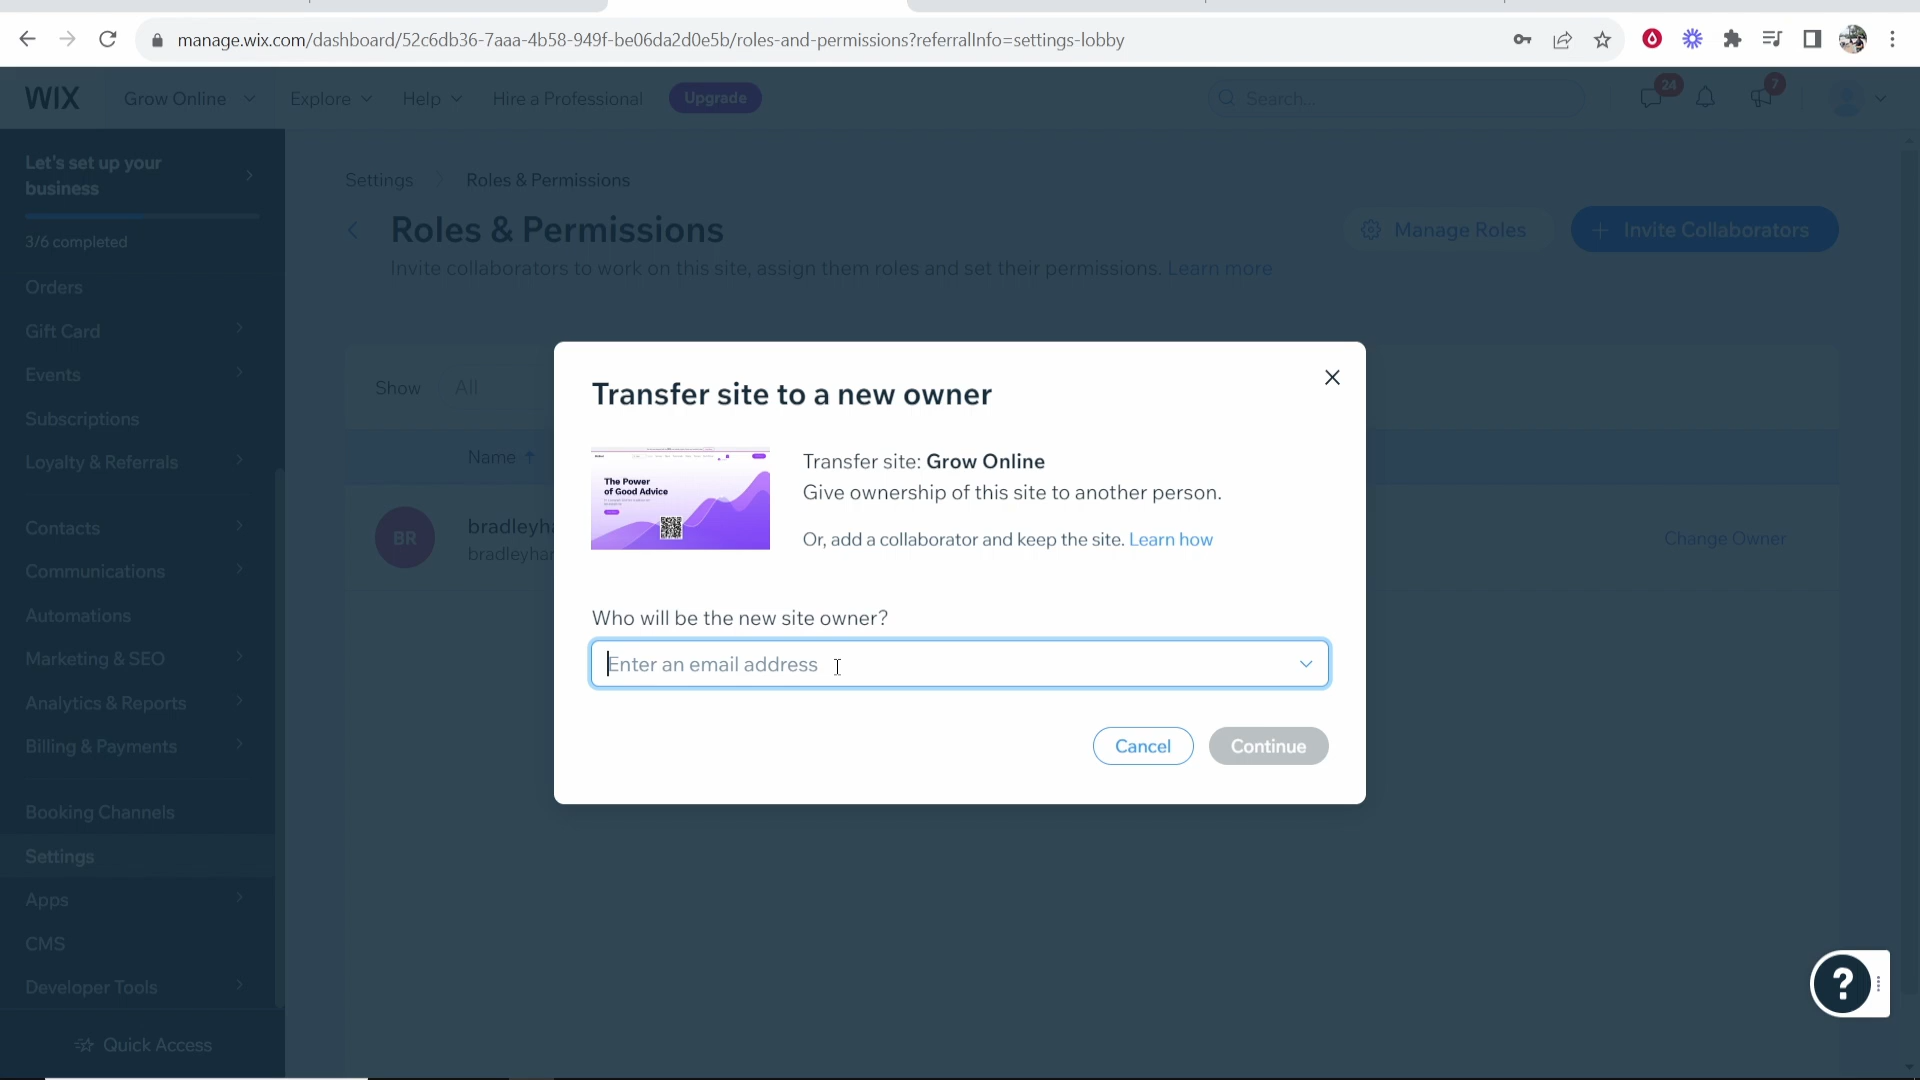 manage.wix.com/dashboard/52c6db36-7aaa-4b58-949f-be06da2d0e5b/roles-and-permissions?referralInfo=settings-lobby
WIX
Grow Online
Explore
Help
Hire a Professional
Upgrade
Search...
24
7
Let's set up your
business
3/6 completed
Orders
Gift Card
Events
Subscriptions
Loyalty & Referrals
Contacts
Communications
Automations
Marketing & SEO
Analytics & Reports
Billing & Payments
Booking Channels
Settings
Apps
CMS
Developer Tools
Quick Access
Settings
Roles & Permissions
Roles & Permissions
Manage Roles
+ Invite Collaborators
Invite collaborators to work on this site, assign them roles and set their permissions. Learn more
Show All
Name ↑
BR
Change Owner
Transfer site to a new owner
The Power
of Good Advice
Transfer site: Grow Online
Give ownership of this site to another person.
Or, add a collaborator and keep the site. Learn how
Who will be the new site owner?
Enter an email address
Cancel
Continue
?